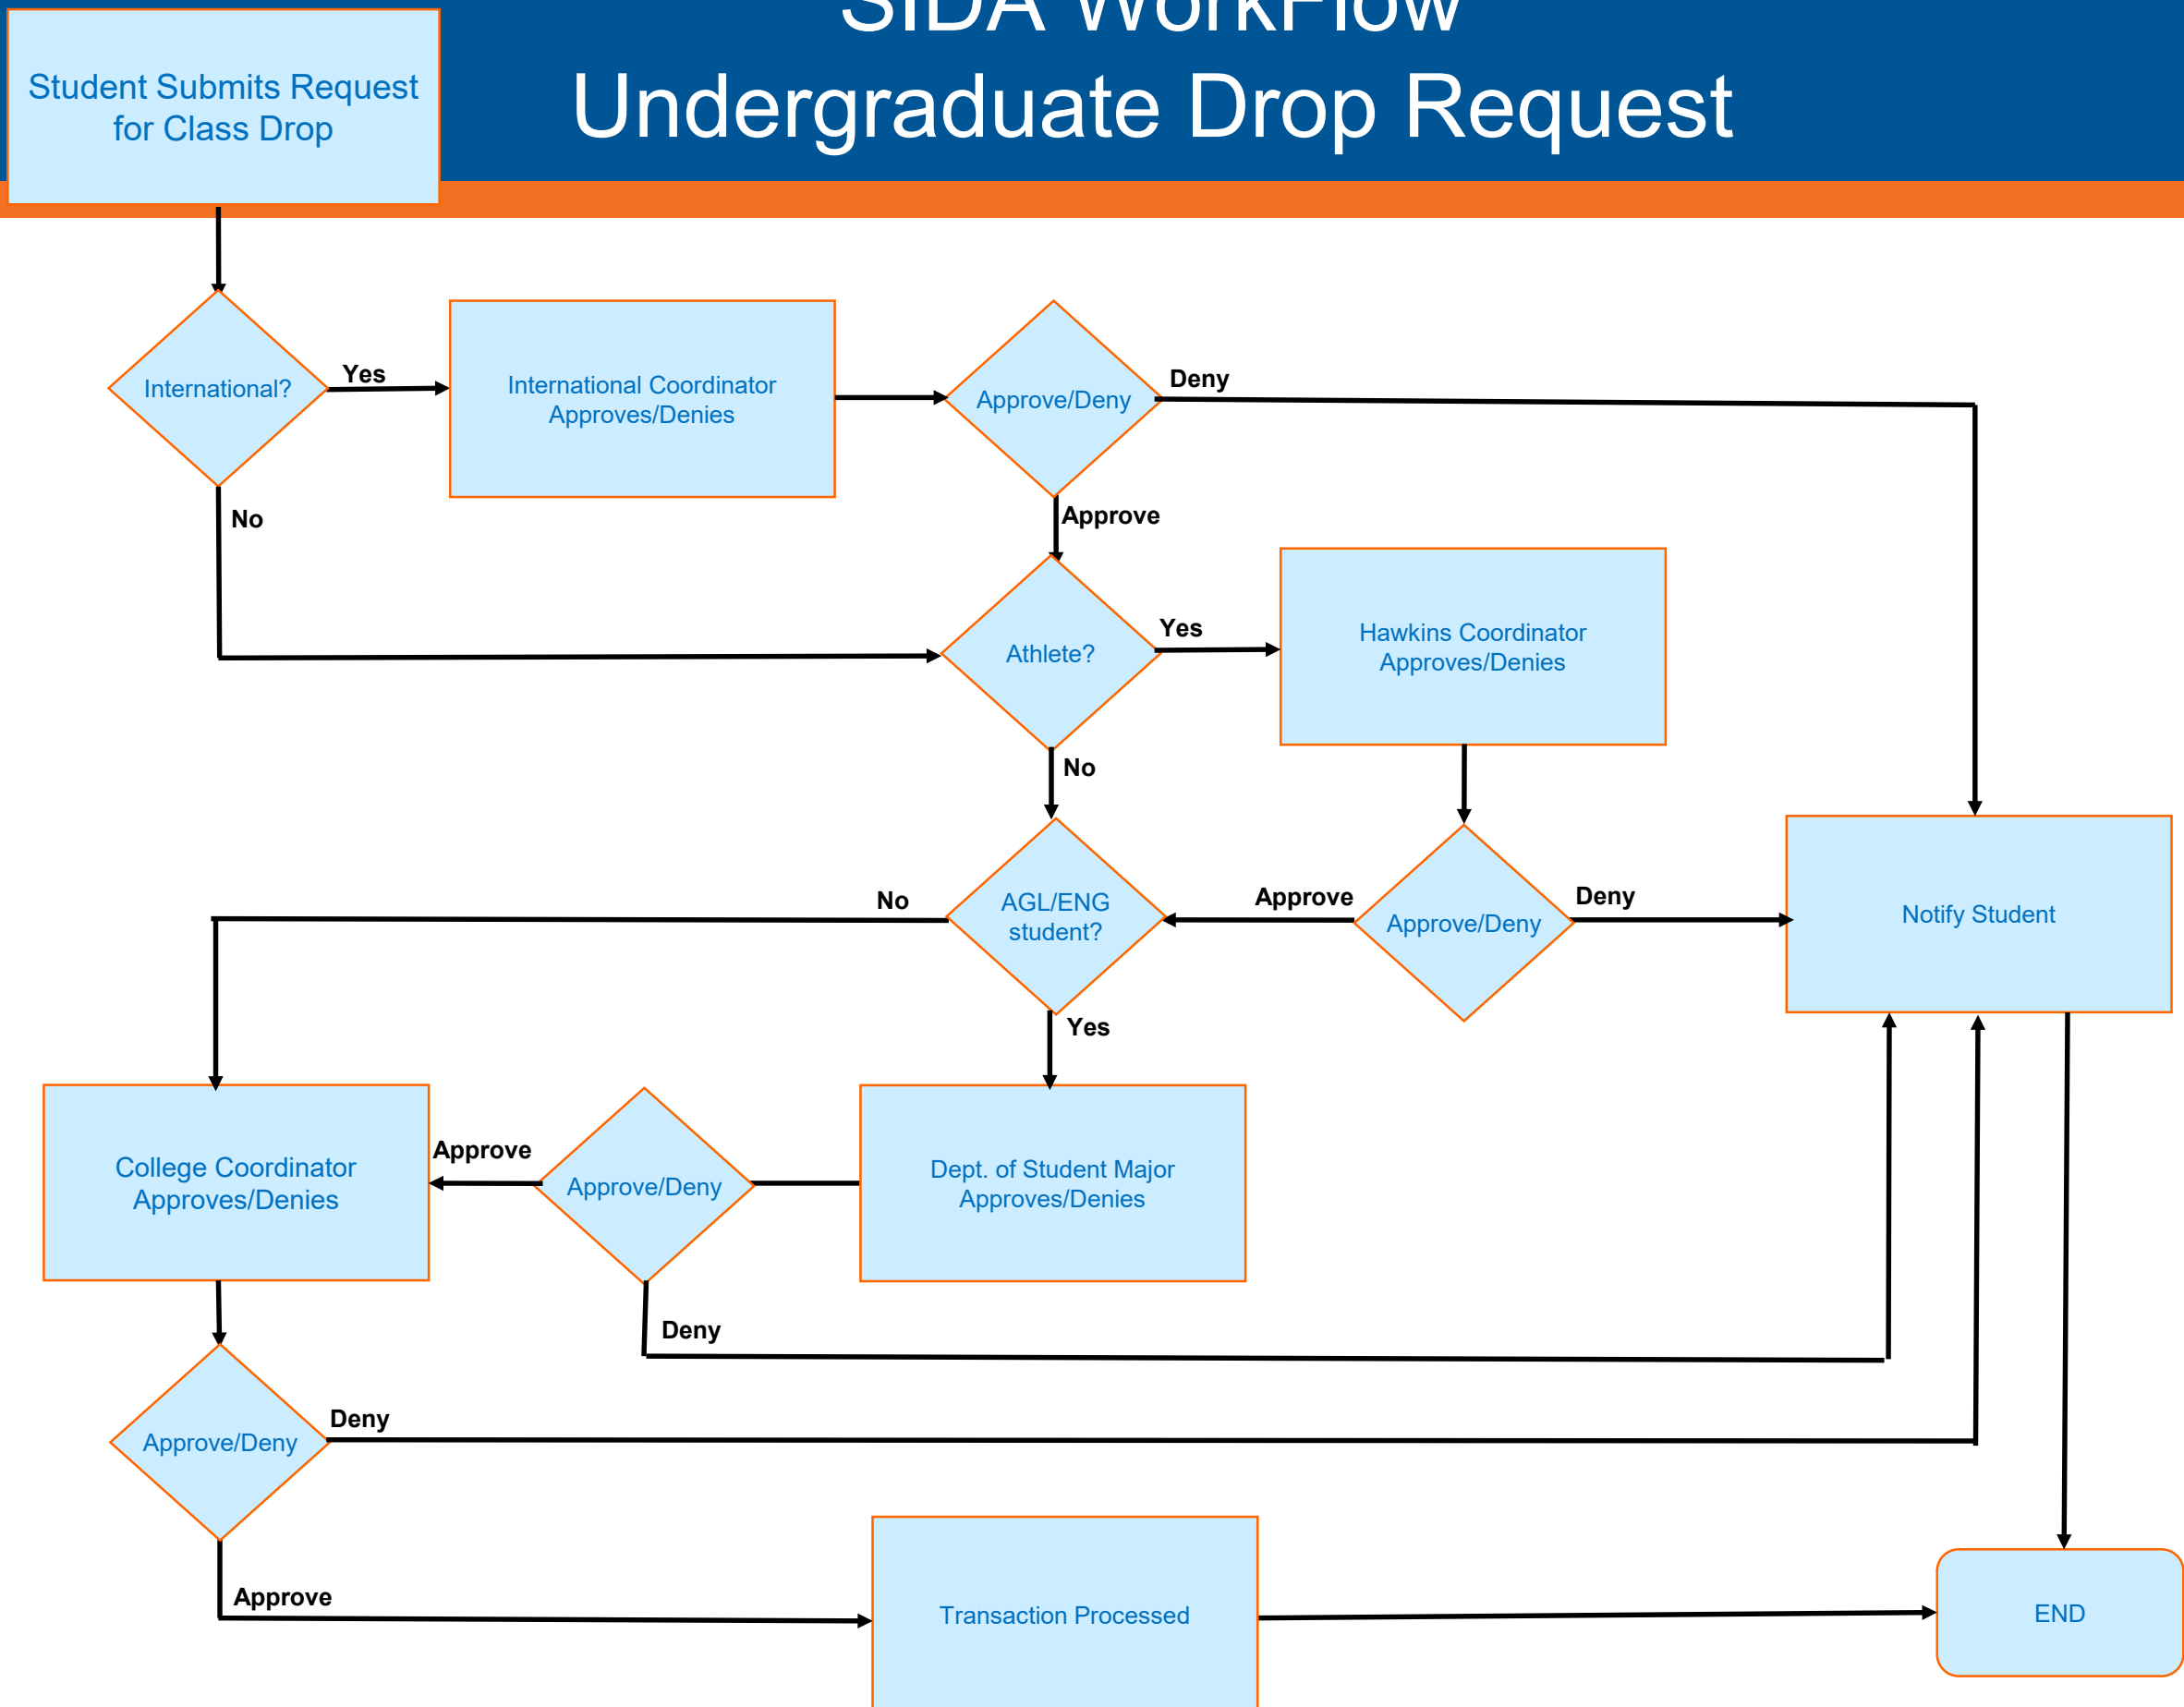 SIDA WorkFlow
Undergraduate Drop Request
Student Submits Request
for Class Drop
International?
Yes
No
International Coordinator
Approves/Denies
Approve/Deny
Deny
Approve
Athlete?
Yes
No
Hawkins Coordinator
Approves/Denies
Approve/Deny
Approve
Deny
Notify Student
AGL/ENG
student?
No
Yes
Dept. of Student Major
Approves/Denies
Approve/Deny
Approve
Deny
College Coordinator
Approves/Denies
Approve/Deny
Deny
Approve
Transaction Processed
END